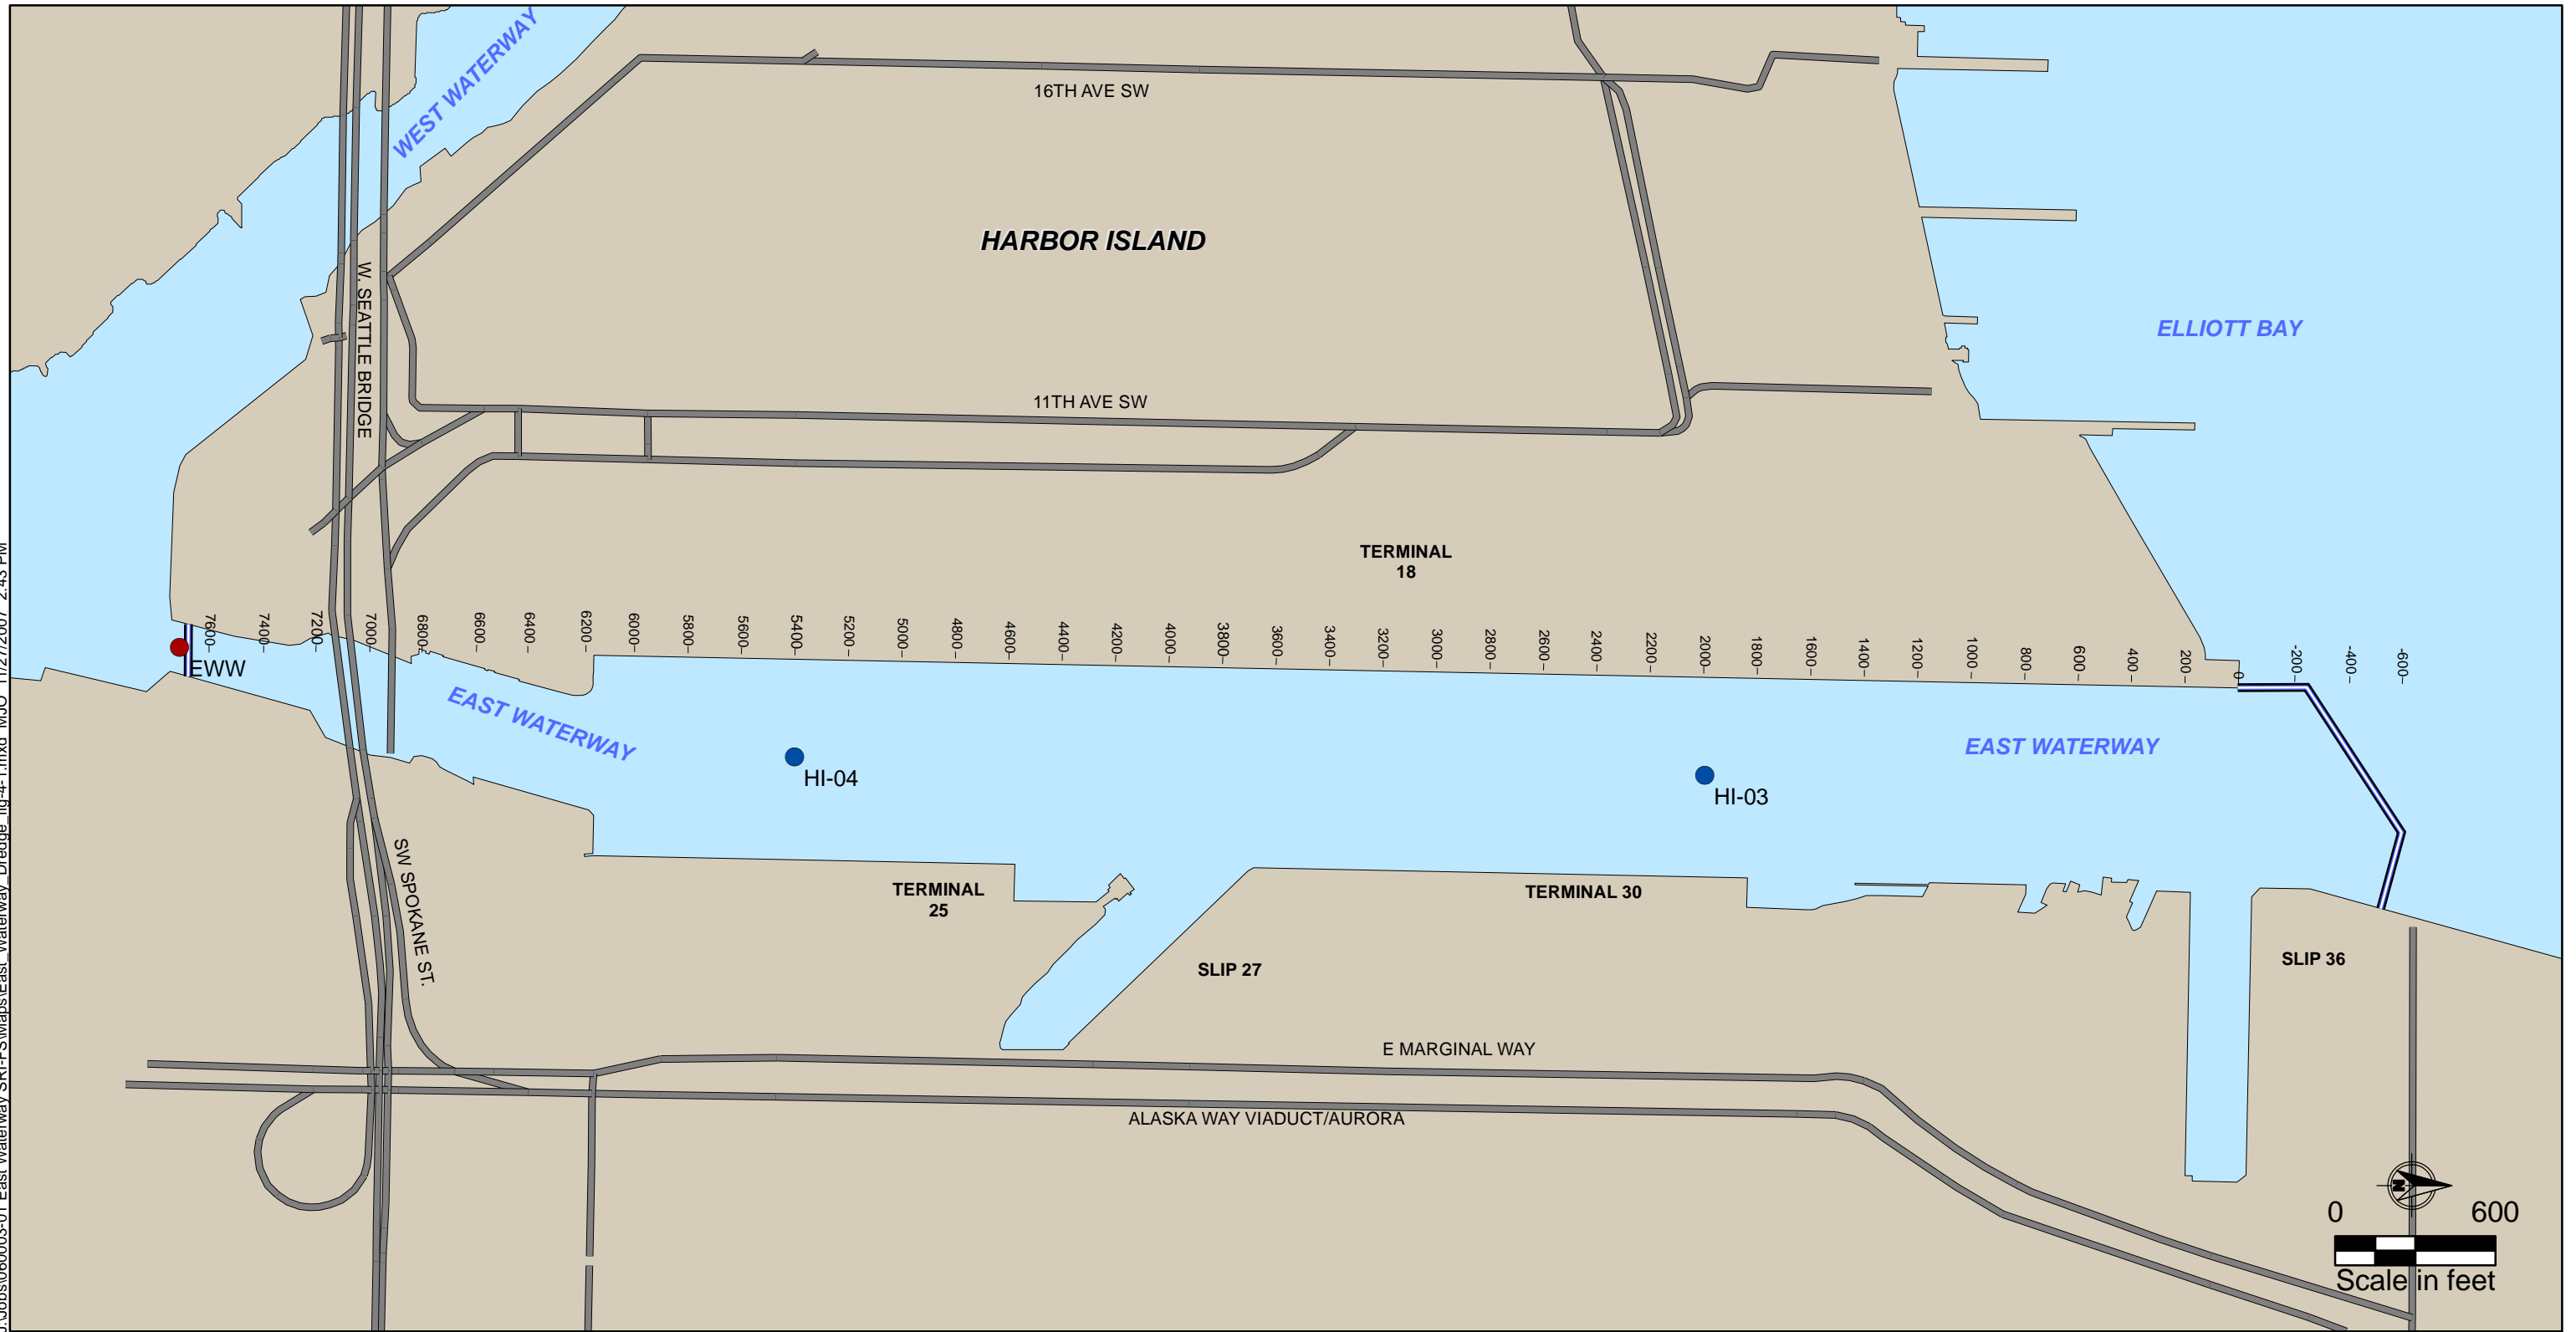 WEST WATERWAY
16TH AVE SW
HARBOR ISLAND
ELLIOTT BAY
W. SEATTLE BRIDGE
11TH AVE SW
TERMINAL
18
7600
7400
7200
7000
6800
6600
6400
6200
6000
5800
5600
5400
5200
5000
4800
4600
4400
4200
4000
3800
3600
3400
3200
3000
2800
2600
2400
2200
2000
1800
1600
1400
1200
1000
800
600
400
200
0
-200
-400
-600
EWW
EAST WATERWAY
EAST WATERWAY
HI-04
HI-03
SW SPOKANE ST.
TERMINAL
25
TERMINAL 30
SLIP 27
SLIP 36
E MARGINAL WAY
ALASKA WAY VIADUCT/AURORA
N
0 600
Scale in feet